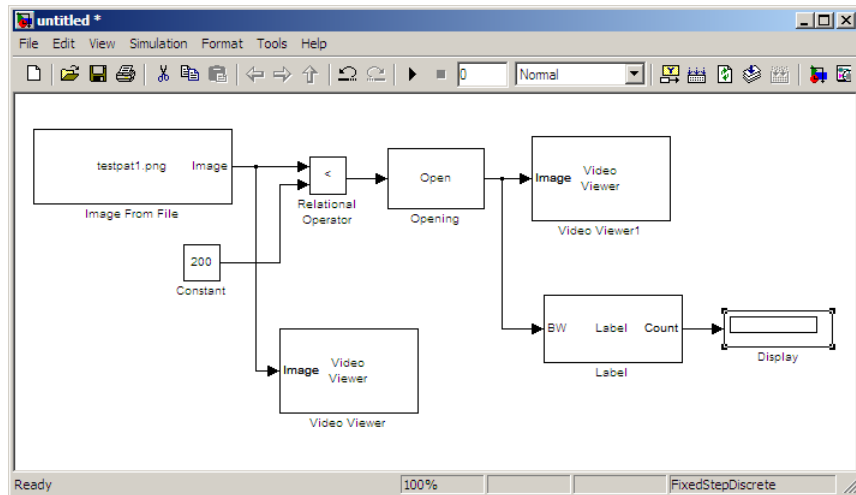 untitled *
File Edit View Simulation Format Tools Help
0 Normal
testpat1.png Image
Image From File
<
Relational
Operator
Open
Opening
Image Video
Viewer
Video Viewer1
200
Constant
Image Video
Viewer
Video Viewer
BW Label Count
Label
Display
Ready 100% FixedStepDiscrete